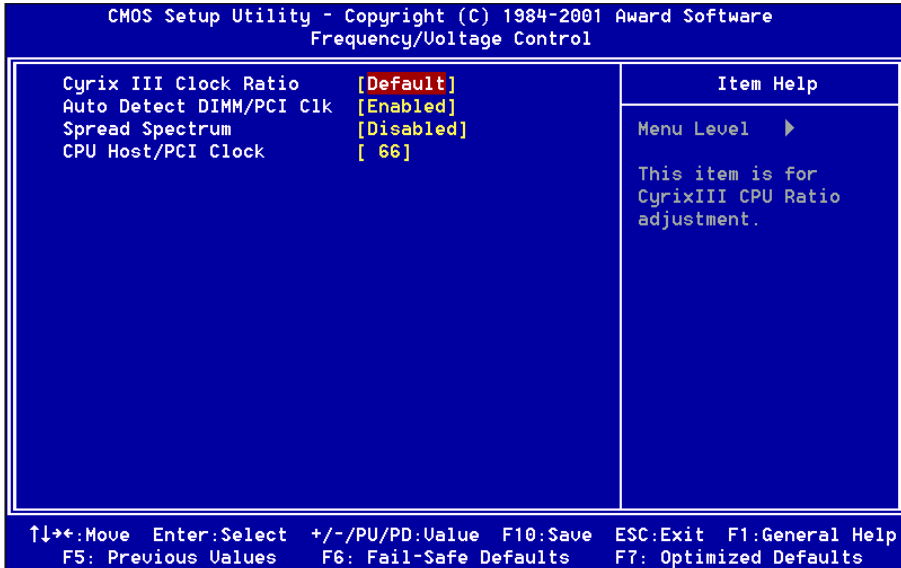 CMOS Setup Utility - Copyright (C) 1984-2001 Award Software
Frequency/Voltage Control
Cyrix III Clock Ratio [Default]
Auto Detect DIMM/PCI Clk [Enabled]
Spread Spectrum [Disabled]
CPU Host/PCI Clock [ 66]
Item Help
Menu Level ▶
This item is for
CyrixIII CPU Ratio
adjustment.
↑↓→←:Move Enter:Select +/-/PU/PD:Value F10:Save ESC:Exit F1:General Help
F5: Previous Values F6: Fail-Safe Defaults F7: Optimized Defaults